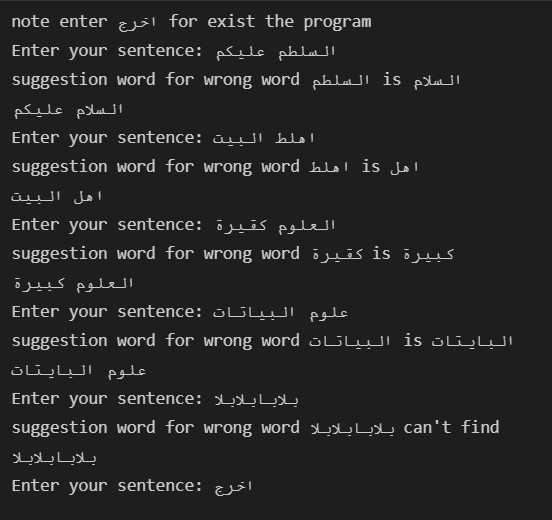 note enter اخرج for exist the program
Enter your sentence: السلطم عليكم
suggestion word for wrong word السلطم is السلام
السلام عليكم
Enter your sentence: اهلط البيت
suggestion word for wrong word اهلط is اهل
اهل البيت
Enter your sentence: العلوم كقيرة
suggestion word for wrong word كقيرة is كبيرة
العلوم كبيرة
Enter your sentence: علوم البياتات
suggestion word for wrong word البياتات is البايتات
علوم البايتات
Enter your sentence: بلابابلابلا
suggestion word for wrong word بلابابلابلا can't find
بلابابلابلا
Enter your sentence: اخرج